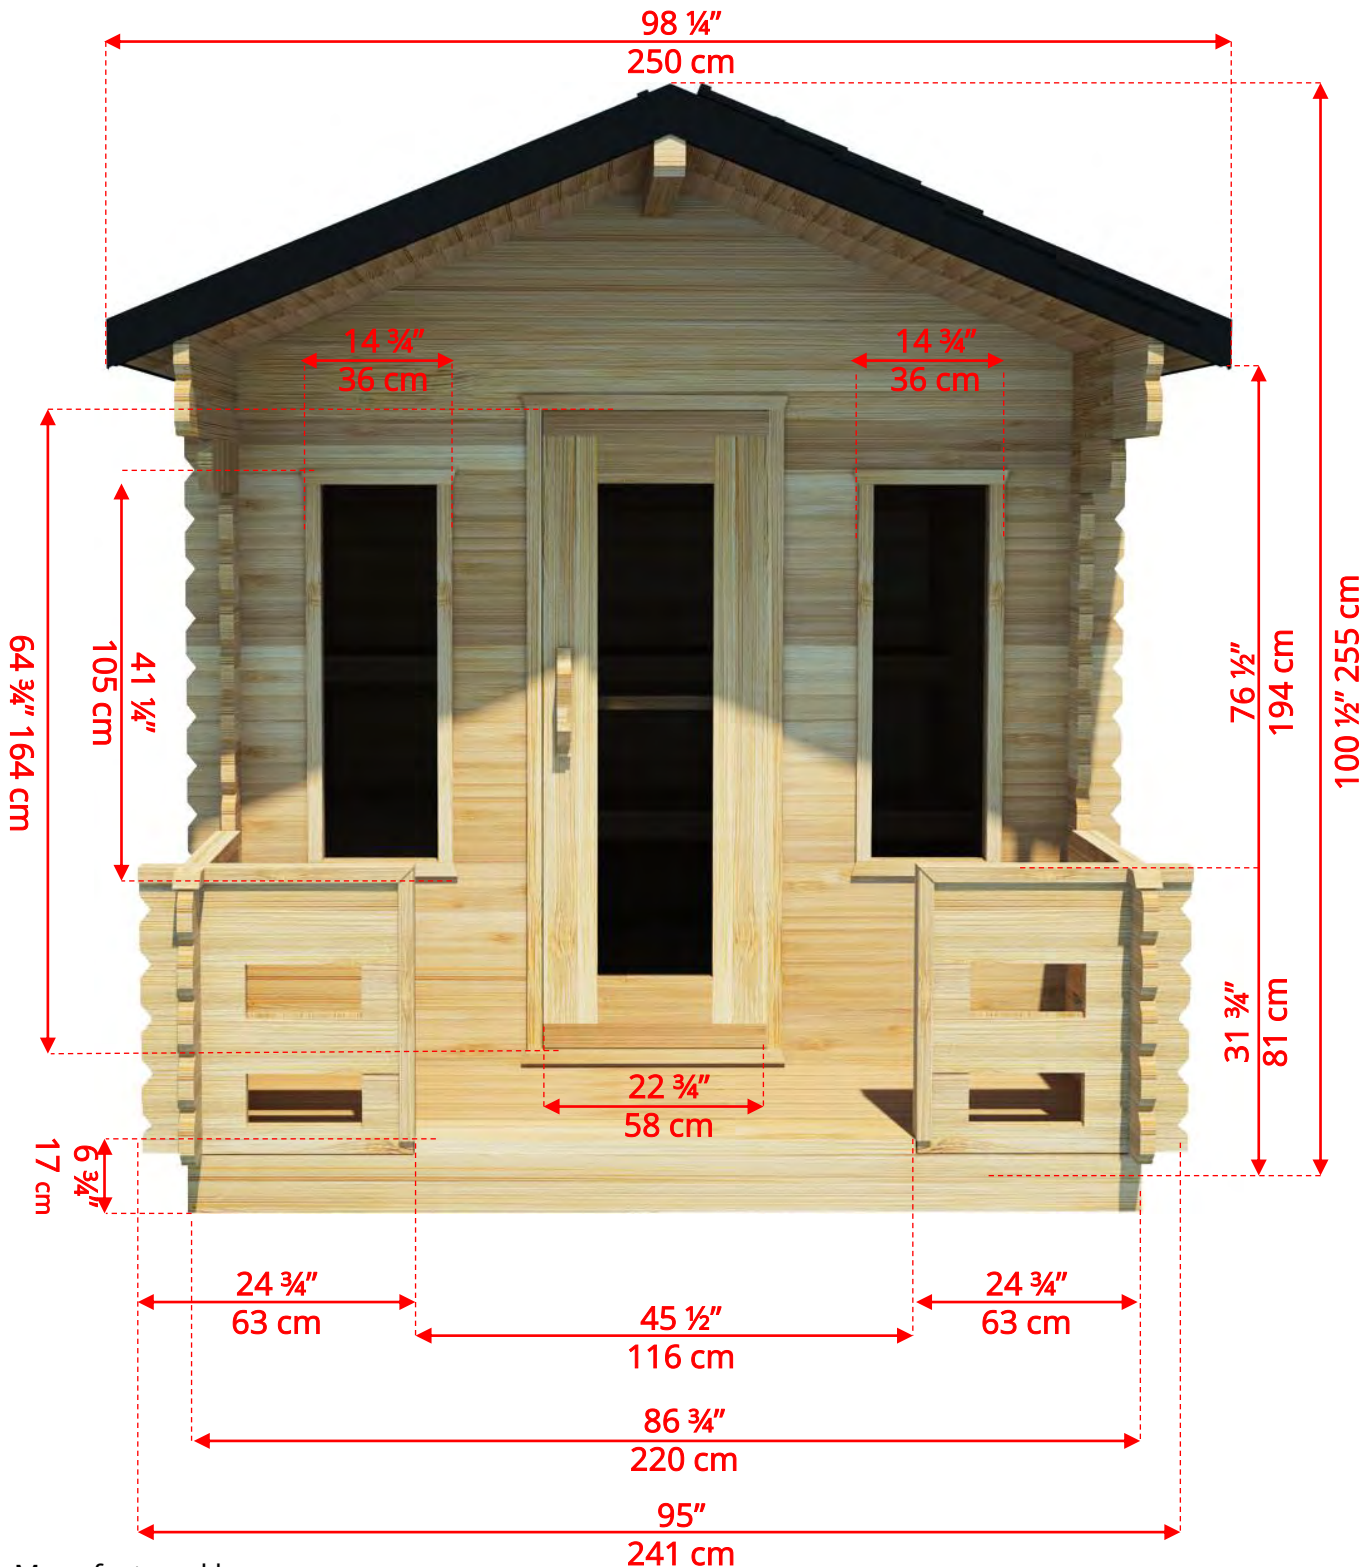 98 ¼”
250 cm
14 ¾”
36 cm
14 ¾”
36 cm
64 ¾” 164 cm
41 ¼”
105 cm
76 ½”
194 cm
100 ½” 255 cm
31 ¾”
81 cm
22 ¾”
58 cm
6 ¾”
17 cm
24 ¾”
63 cm
24 ¾”
63 cm
45 ½”
116 cm
86 ¾”
220 cm
95”
241 cm